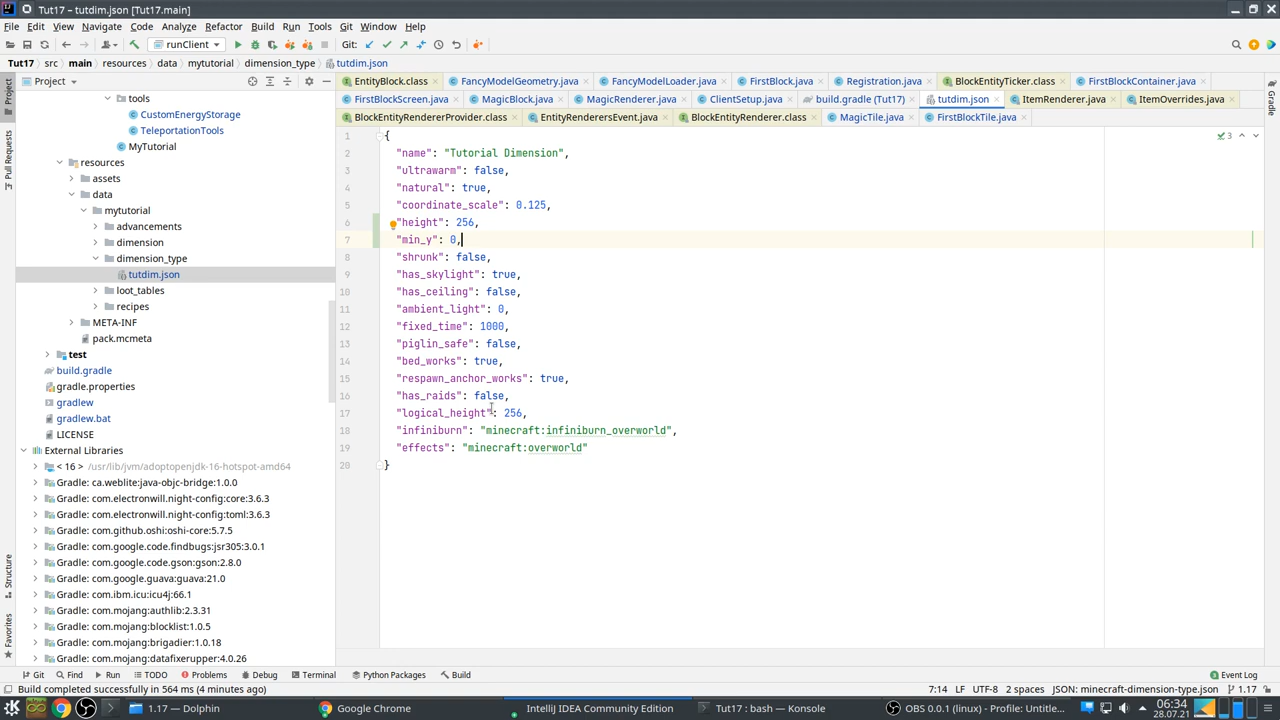 Tut17 – tutdim.json [Tut17.main]
File Edit View Navigate Code Analyze Refactor Build Run Tools Git Window Help
runClient Git:
Tut17 src main resources data mytutorial dimension_type tutdim.json
Project
EntityBlock.class FancyModelGeometry.java FancyModelLoader.java FirstBlock.java Registration.java BlockEntityTicker.class FirstBlockContainer.java
FirstBlockScreen.java MagicBlock.java MagicRenderer.java ClientSetup.java build.gradle (Tut17) tutdim.json ItemRenderer.java ItemOverrides.java
BlockEntityRendererProvider.class EntityRenderersEvent.java BlockEntityRenderer.class MagicTile.java FirstBlockTile.java
Project
Pull Requests
Structure
Favorites
Gradle
tools
CustomEnergyStorage
TeleportationTools
MyTutorial
resources
assets
data
mytutorial
advancements
dimension
dimension_type
tutdim.json
loot_tables
recipes
META-INF
pack.mcmeta
test
build.gradle
gradle.properties
gradlew
gradlew.bat
LICENSE
External Libraries
< 16 > /usr/lib/jvm/adoptopenjdk-16-hotspot-amd64
Gradle: ca.weblite:java-objc-bridge:1.0.0
Gradle: com.electronwill.night-config:core:3.6.3
Gradle: com.electronwill.night-config:toml:3.6.3
Gradle: com.github.oshi:oshi-core:5.7.5
Gradle: com.google.code.findbugs:jsr305:3.0.1
Gradle: com.google.code.gson:gson:2.8.0
Gradle: com.google.guava:guava:21.0
Gradle: com.ibm.icu:icu4j:66.1
Gradle: com.mojang:authlib:2.3.31
Gradle: com.mojang:blocklist:1.0.5
Gradle: com.mojang:brigadier:1.0.18
Gradle: com.mojang:datafixerupper:4.0.26
1 {
2 "name": "Tutorial Dimension",
3 "ultrawarm": false,
4 "natural": true,
5 "coordinate_scale": 0.125,
6 "height": 256,
7 "min_y": 0,
8 "shrunk": false,
9 "has_skylight": true,
10 "has_ceiling": false,
11 "ambient_light": 0,
12 "fixed_time": 1000,
13 "piglin_safe": false,
14 "bed_works": true,
15 "respawn_anchor_works": true,
16 "has_raids": false,
17 "logical_height": 256,
18 "infiniburn": "minecraft:infiniburn_overworld",
19 "effects": "minecraft:overworld"
20 }
3
Git Find Run TODO Problems Debug Terminal Python Packages Build Event Log
Build completed successfully in 564 ms (4 minutes ago) 7:14 LF UTF-8 2 spaces JSON: minecraft-dimension-type.json 1.17
1.17 — Dolphin Google Chrome IntelliJ IDEA Community Edition Tut17 : bash — Konsole OBS 0.0.1 (linux) - Profile: Untitle... 06:34
28.07.21